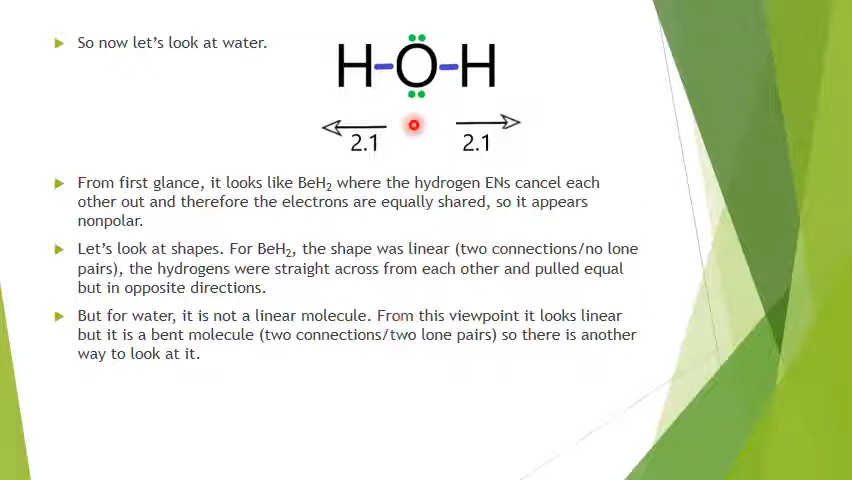 So now let's look at water.
H-O-H
2.1 2.1
From first glance, it looks like BeH₂ where the hydrogen ENs cancel each
other out and therefore the electrons are equally shared, so it appears
nonpolar.
Let's look at shapes. For BeH₂, the shape was linear (two connections/no lone
pairs), the hydrogens were straight across from each other and pulled equal
but in opposite directions.
But for water, it is not a linear molecule. From this viewpoint it looks linear
but it is a bent molecule (two connections/two lone pairs) so there is another
way to look at it.